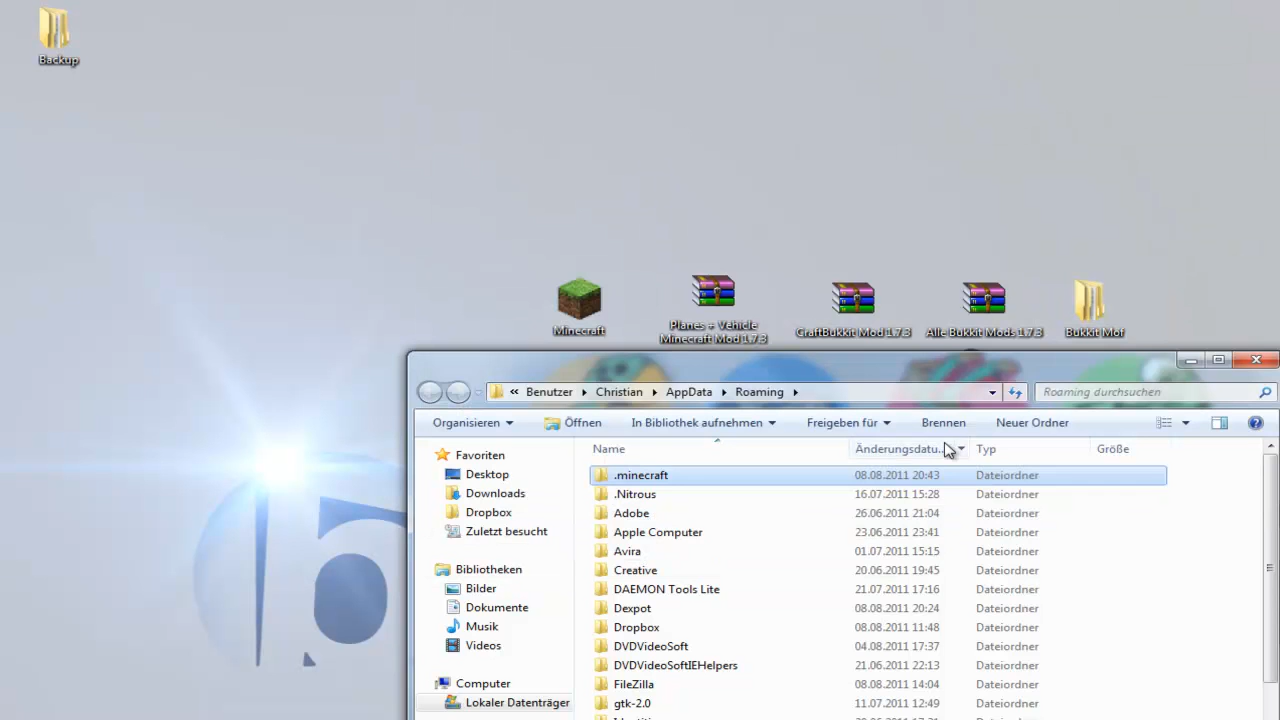 Backup
Minecraft
Planes + Vehicle
Minecraft Mod 1.7.3
CraftBukkit Mod 1.7.3
Alle Bukkit Mods 1.7.3
Bukkit Mof
« Benutzer Christian AppData Roaming
Roaming durchsuchen
Organisieren Öffnen In Bibliothek aufnehmen Freigeben für Brennen Neuer Ordner
Name Änderungsdatu... Typ Größe
Favoriten
Desktop
Downloads
Dropbox
Zuletzt besucht
Bibliotheken
Bilder
Dokumente
Musik
Videos
Computer
Lokaler Datenträger
.minecraft 08.08.2011 20:43 Dateiordner
.Nitrous 16.07.2011 15:28 Dateiordner
Adobe 26.06.2011 21:04 Dateiordner
Apple Computer 23.06.2011 23:41 Dateiordner
Avira 01.07.2011 15:15 Dateiordner
Creative 20.06.2011 19:45 Dateiordner
DAEMON Tools Lite 21.07.2011 17:16 Dateiordner
Dexpot 08.08.2011 20:24 Dateiordner
Dropbox 08.08.2011 11:48 Dateiordner
DVDVideoSoft 04.08.2011 17:37 Dateiordner
DVDVideoSoftIEHelpers 21.06.2011 22:13 Dateiordner
FileZilla 08.08.2011 14:04 Dateiordner
gtk-2.0 11.07.2011 12:49 Dateiordner